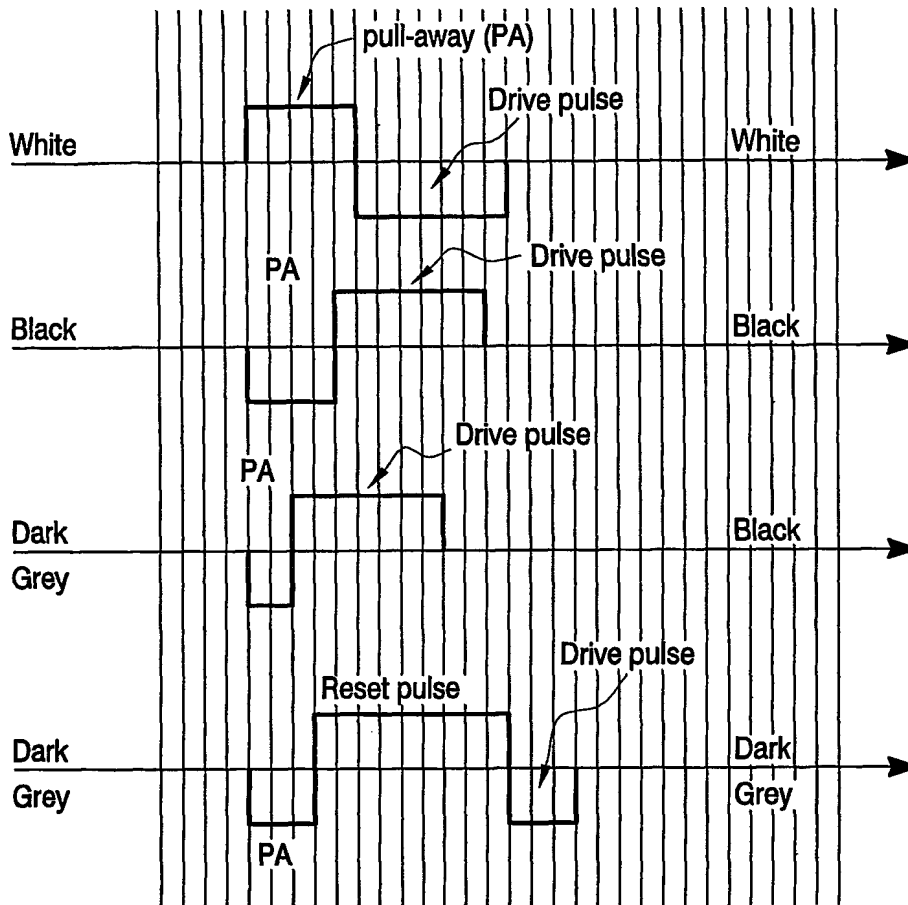 pull-away (PA)
Drive pulse
White
White
PA
Drive pulse
Black
Black
PA
Drive pulse
Dark
Grey
Black
Drive pulse
Reset pulse
Dark
Grey
Dark
Grey
PA